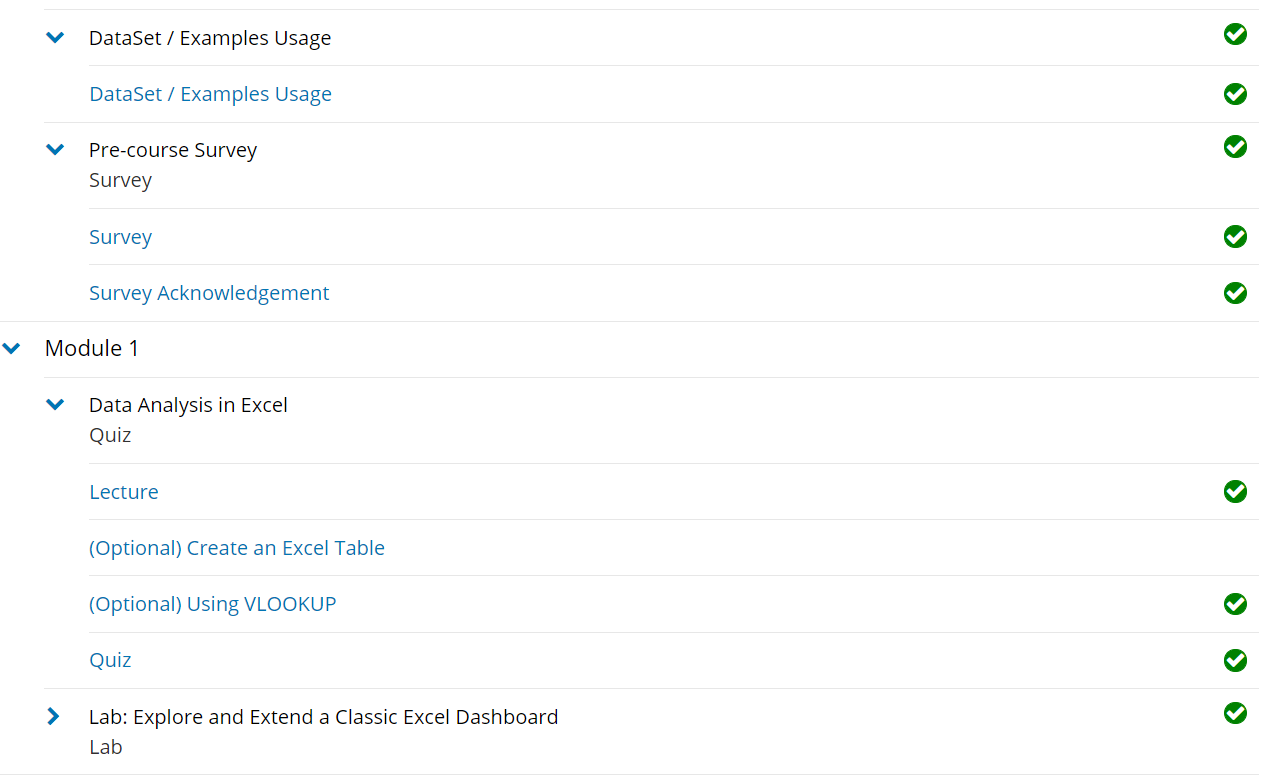 DataSet / Examples Usage
DataSet / Examples Usage
Pre-course Survey
Survey
Survey
Survey Acknowledgement
Module 1
Data Analysis in Excel
Quiz
Lecture
(Optional) Create an Excel Table
(Optional) Using VLOOKUP
Quiz
Lab: Explore and Extend a Classic Excel Dashboard
Lab